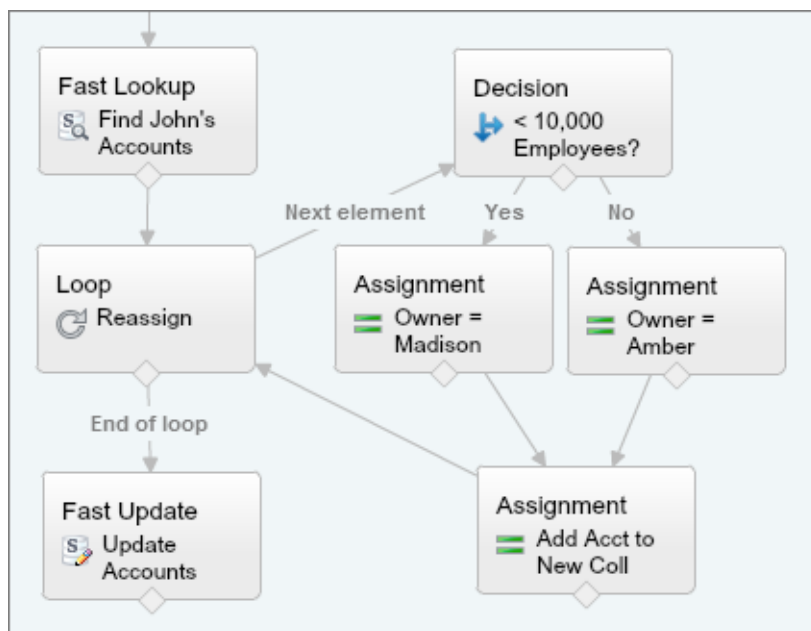 Fast Lookup
Find John's
Accounts
Decision
< 10,000
Employees?
Next element
Yes
No
Loop
Reassign
Assignment
Owner =
Madison
Assignment
Owner =
Amber
End of loop
Fast Update
Update
Accounts
Assignment
Add Acct to
New Coll